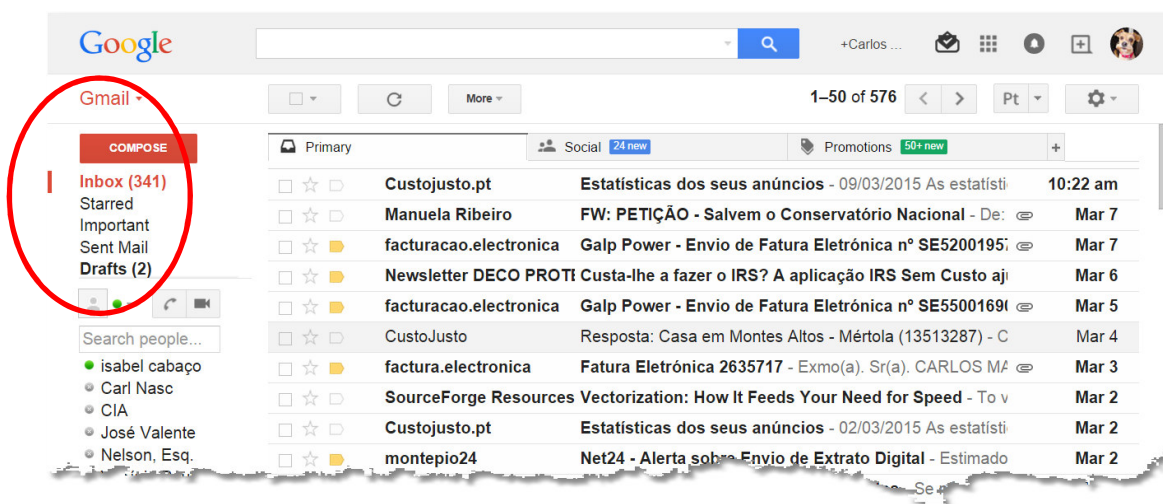 Google
+Carlos ...
Gmail
More
1–50 of 576
Pt
COMPOSE
Primary
Social 24 new
Promotions 50+ new
+
Inbox (341)
Starred
Important
Sent Mail
Drafts (2)
Search people...
isabel cabaço
Carl Nasc
CIA
José Valente
Nelson, Esq.
Custojusto.pt Estatísticas dos seus anúncios - 09/03/2015 As estatísti 10:22 am
Manuela Ribeiro FW: PETIÇÃO - Salvem o Conservatório Nacional - De: Mar 7
facturacao.electronica Galp Power - Envio de Fatura Eletrónica nº SE5200195 Mar 7
Newsletter DECO PROTE Custa-lhe a fazer o IRS? A aplicação IRS Sem Custo aj Mar 6
facturacao.electronica Galp Power - Envio de Fatura Eletrónica nº SE5500169 Mar 5
CustoJusto Resposta: Casa em Montes Altos - Mértola (13513287) - C Mar 4
factura.electronica Fatura Eletrónica 2635717 - Exmo(a). Sr(a). CARLOS MA Mar 3
SourceForge Resources Vectorization: How It Feeds Your Need for Speed - To v Mar 2
Custojusto.pt Estatísticas dos seus anúncios - 02/03/2015 As estatísti Mar 2
montepio24 Net24 - Alerta sobre Envio de Extrato Digital - Estimado Mar 2